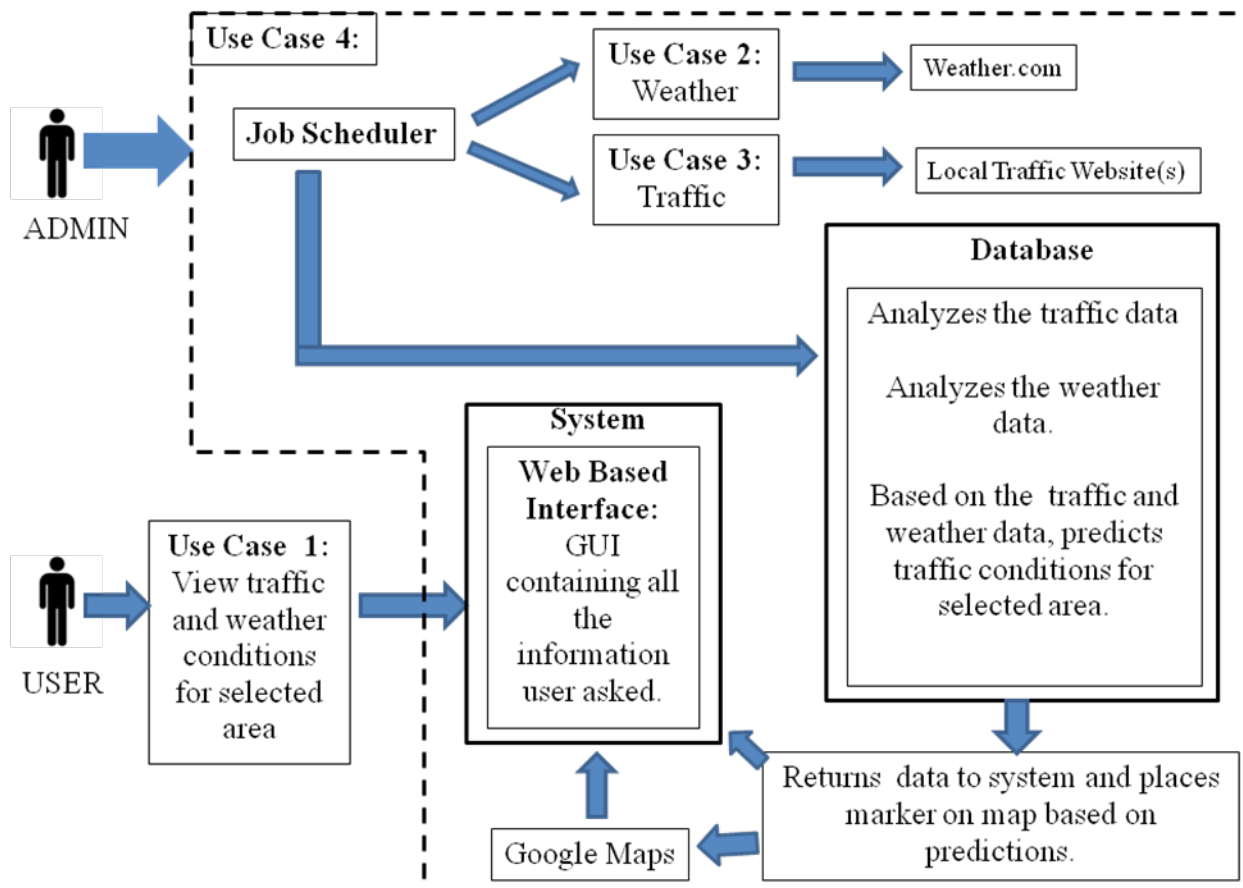 Use Case 4:
Use Case 2:
Weather
Weather.com
Job Scheduler
Use Case 3:
Traffic
Local Traffic Website(s)
ADMIN
Database
Analyzes the traffic data
Analyzes the weather
data.
Based on the traffic and
weather data, predicts
traffic conditions for
selected area.
System
Web Based
Interface:
GUI
containing all
the
information
user asked.
Use Case 1:
View traffic
and weather
conditions
for selected
area
USER
Returns data to system and places
marker on map based on
predictions.
Google Maps